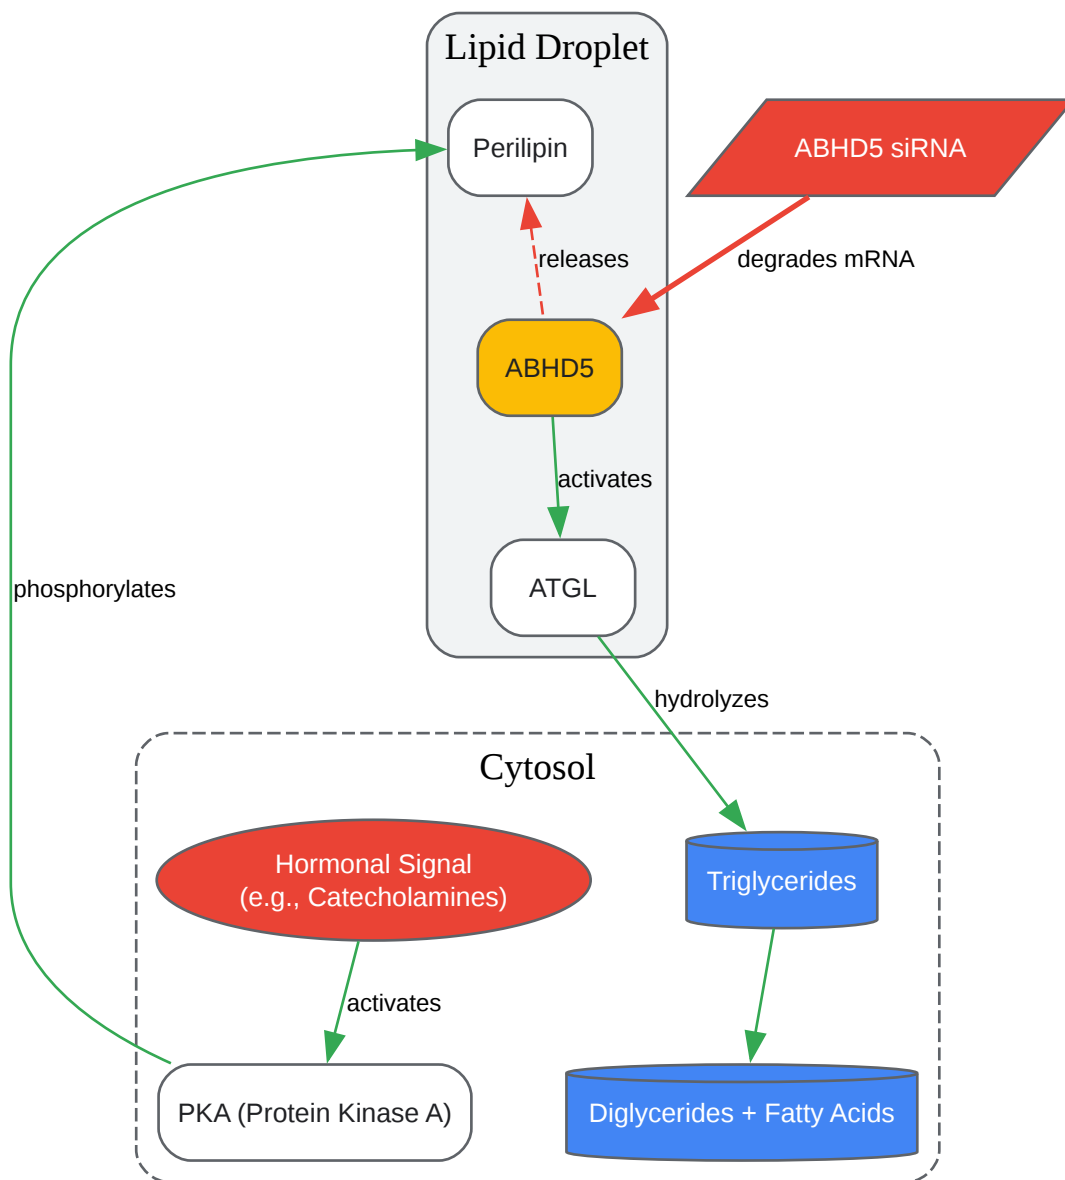 Lipid Droplet
Perilipin
ABHD5 siRNA
releases
degrades mRNA
ABHD5
activates
ATGL
phosphorylates
hydrolyzes
Cytosol
Hormonal Signal
(e.g., Catecholamines)
Triglycerides
activates
PKA (Protein Kinase A)
Diglycerides + Fatty Acids